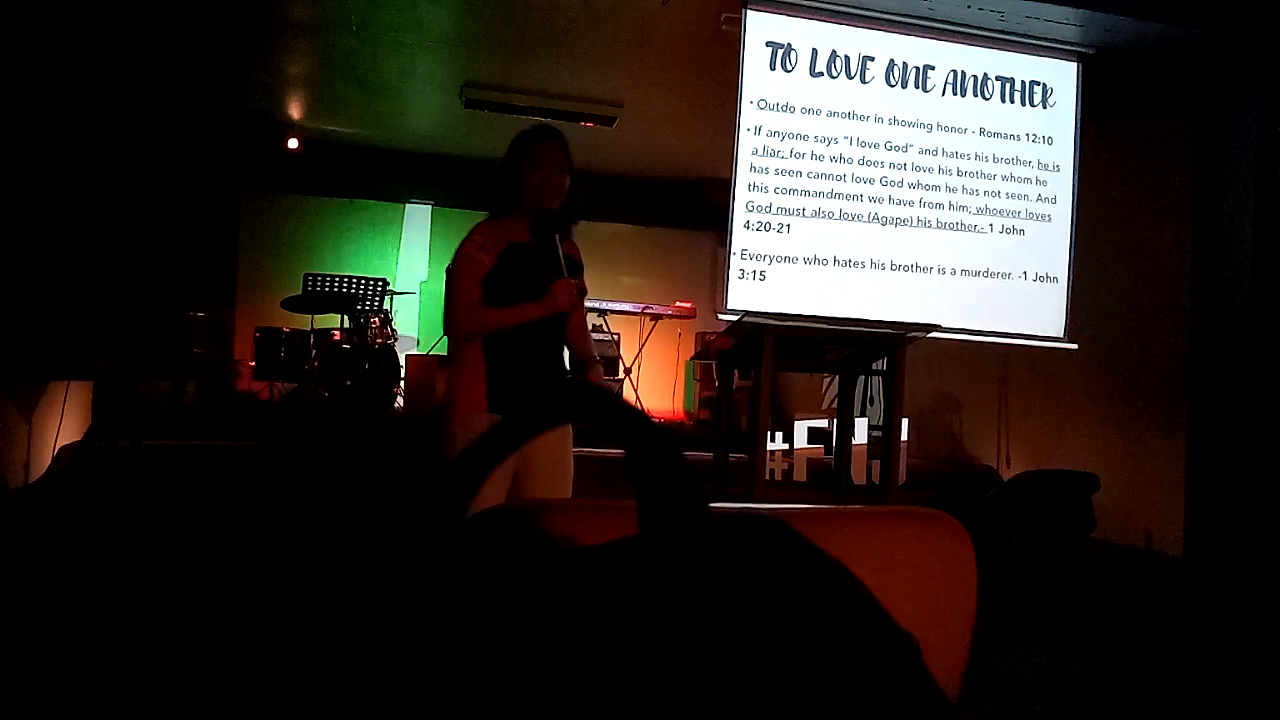 TO LOVE ONE ANOTHER
• Outdo one another in showing honor - Romans 12:10
• If anyone says "I love God" and hates his brother, he is
a liar; for he who does not love his brother whom he
has seen cannot love God whom he has not seen. And
this commandment we have from him; whoever loves
God must also love (Agape) his brother.- 1 John
4:20-21
• Everyone who hates his brother is a murderer. -1 John
3:15